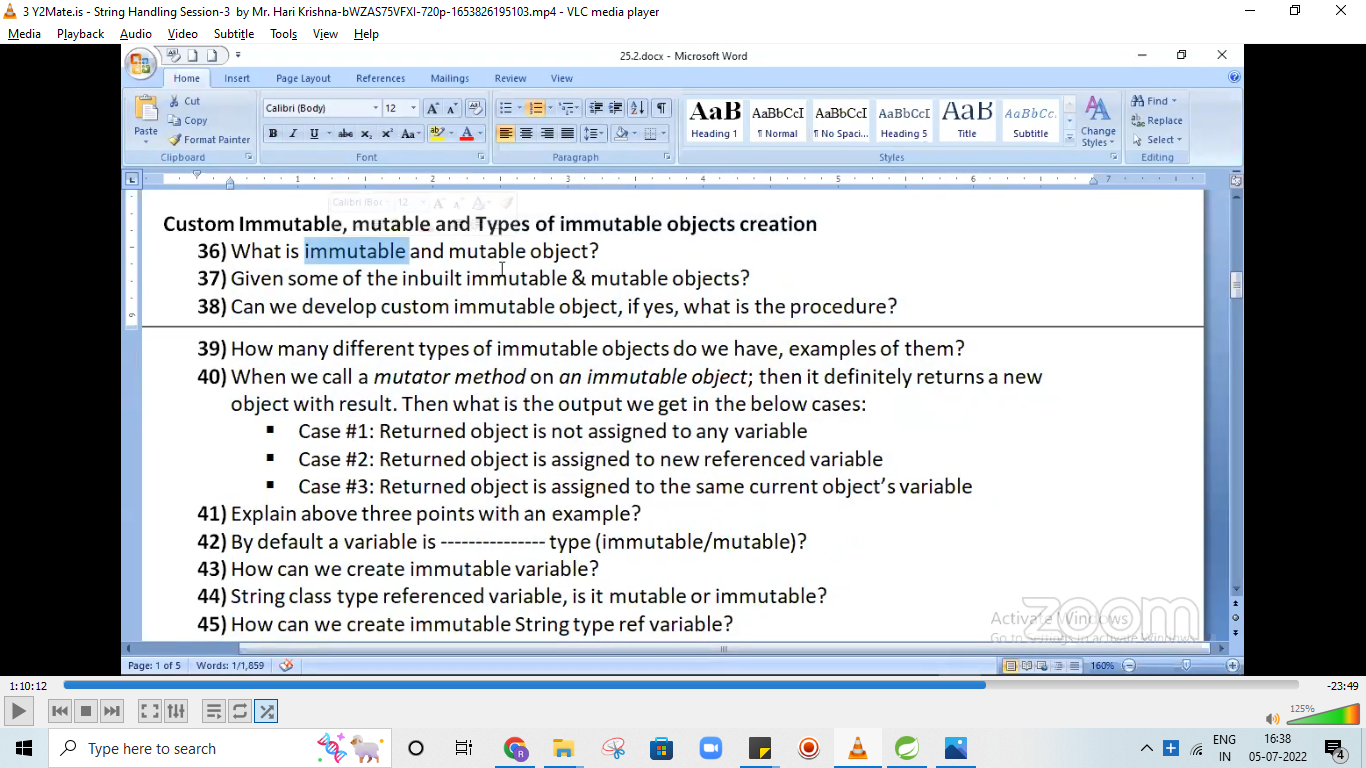 3 Y2Mate.is - String Handling Session-3  by Mr. Hari Krishna-bWZAS75VFXI-720p-1653826195103.mp4 - VLC media player
Media Playback Audio Video Subtitle Tools View Help
25.2.docx - Microsoft Word
Home Insert Page Layout References Mailings Review View
Cut
Copy
Format Painter
Paste
Calibri (Body) 12
AaB AaBbCcI AaBbCcI AaBbCcI AaB AaBbCc.
Heading 1 ¶ Normal ¶ No Spaci... Heading 5 Title Subtitle
Change Styles
Find
Replace
Select
Clipboard Font Paragraph Styles Editing
1 2 3 4 5 6 7
Custom Immutable, mutable and Types of immutable objects creation
36) What is immutable and mutable object?
37) Given some of the inbuilt immutable & mutable objects?
38) Can we develop custom immutable object, if yes, what is the procedure?
39) How many different types of immutable objects do we have, examples of them?
40) When we call a mutator method on an immutable object; then it definitely returns a new
object with result. Then what is the output we get in the below cases:
▪ Case #1: Returned object is not assigned to any variable
▪ Case #2: Returned object is assigned to new referenced variable
▪ Case #3: Returned object is assigned to the same current object’s variable
41) Explain above three points with an example?
42) By default a variable is --------------- type (immutable/mutable)?
43) How can we create immutable variable?
44) String class type referenced variable, is it mutable or immutable?
45) How can we create immutable String type ref variable?
Activate Windows
Go to Settings to activate Windows.
zoom
Page: 1 of 5 Words: 1/1,859 160%
1:10:12 -23:49
125%
Type here to search
ENG
IN
16:38
05-07-2022
4